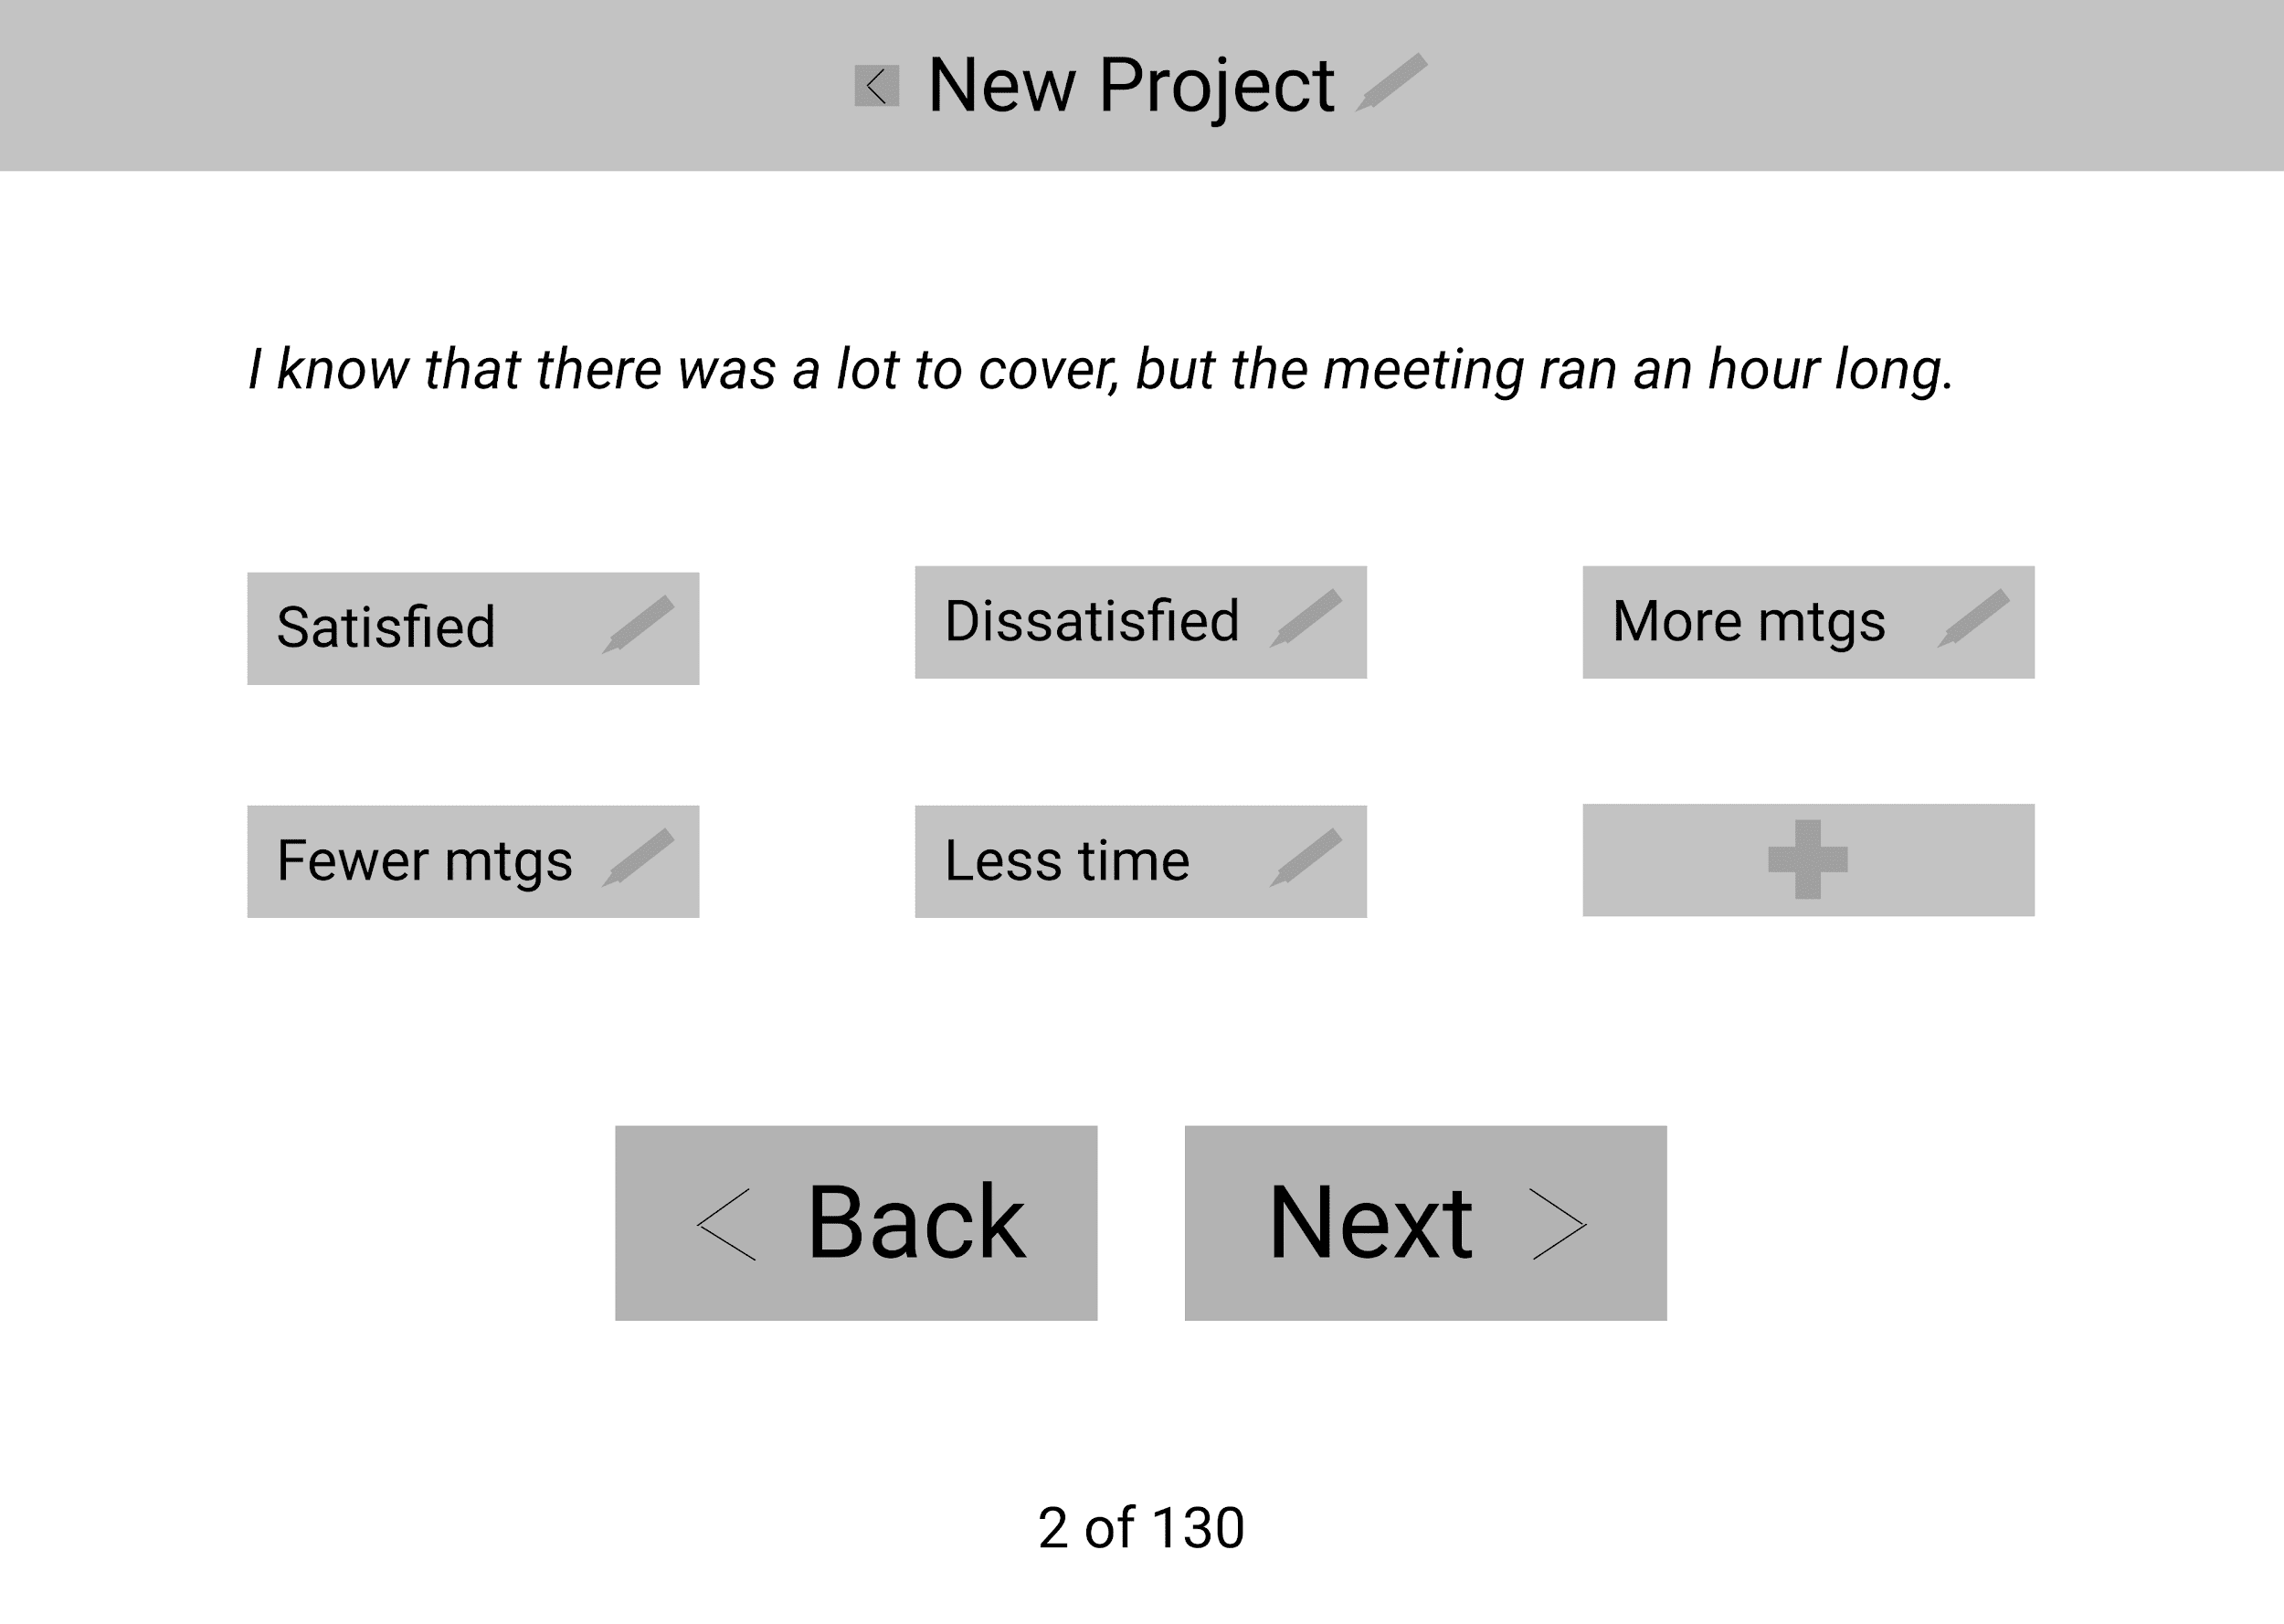 New Project
I know that there was a lot to cover, but the meeting ran an hour long.
Satisfied
Dissatisfied
More mtgs
Fewer mtgs
Less time
Back
Next
2 of 130